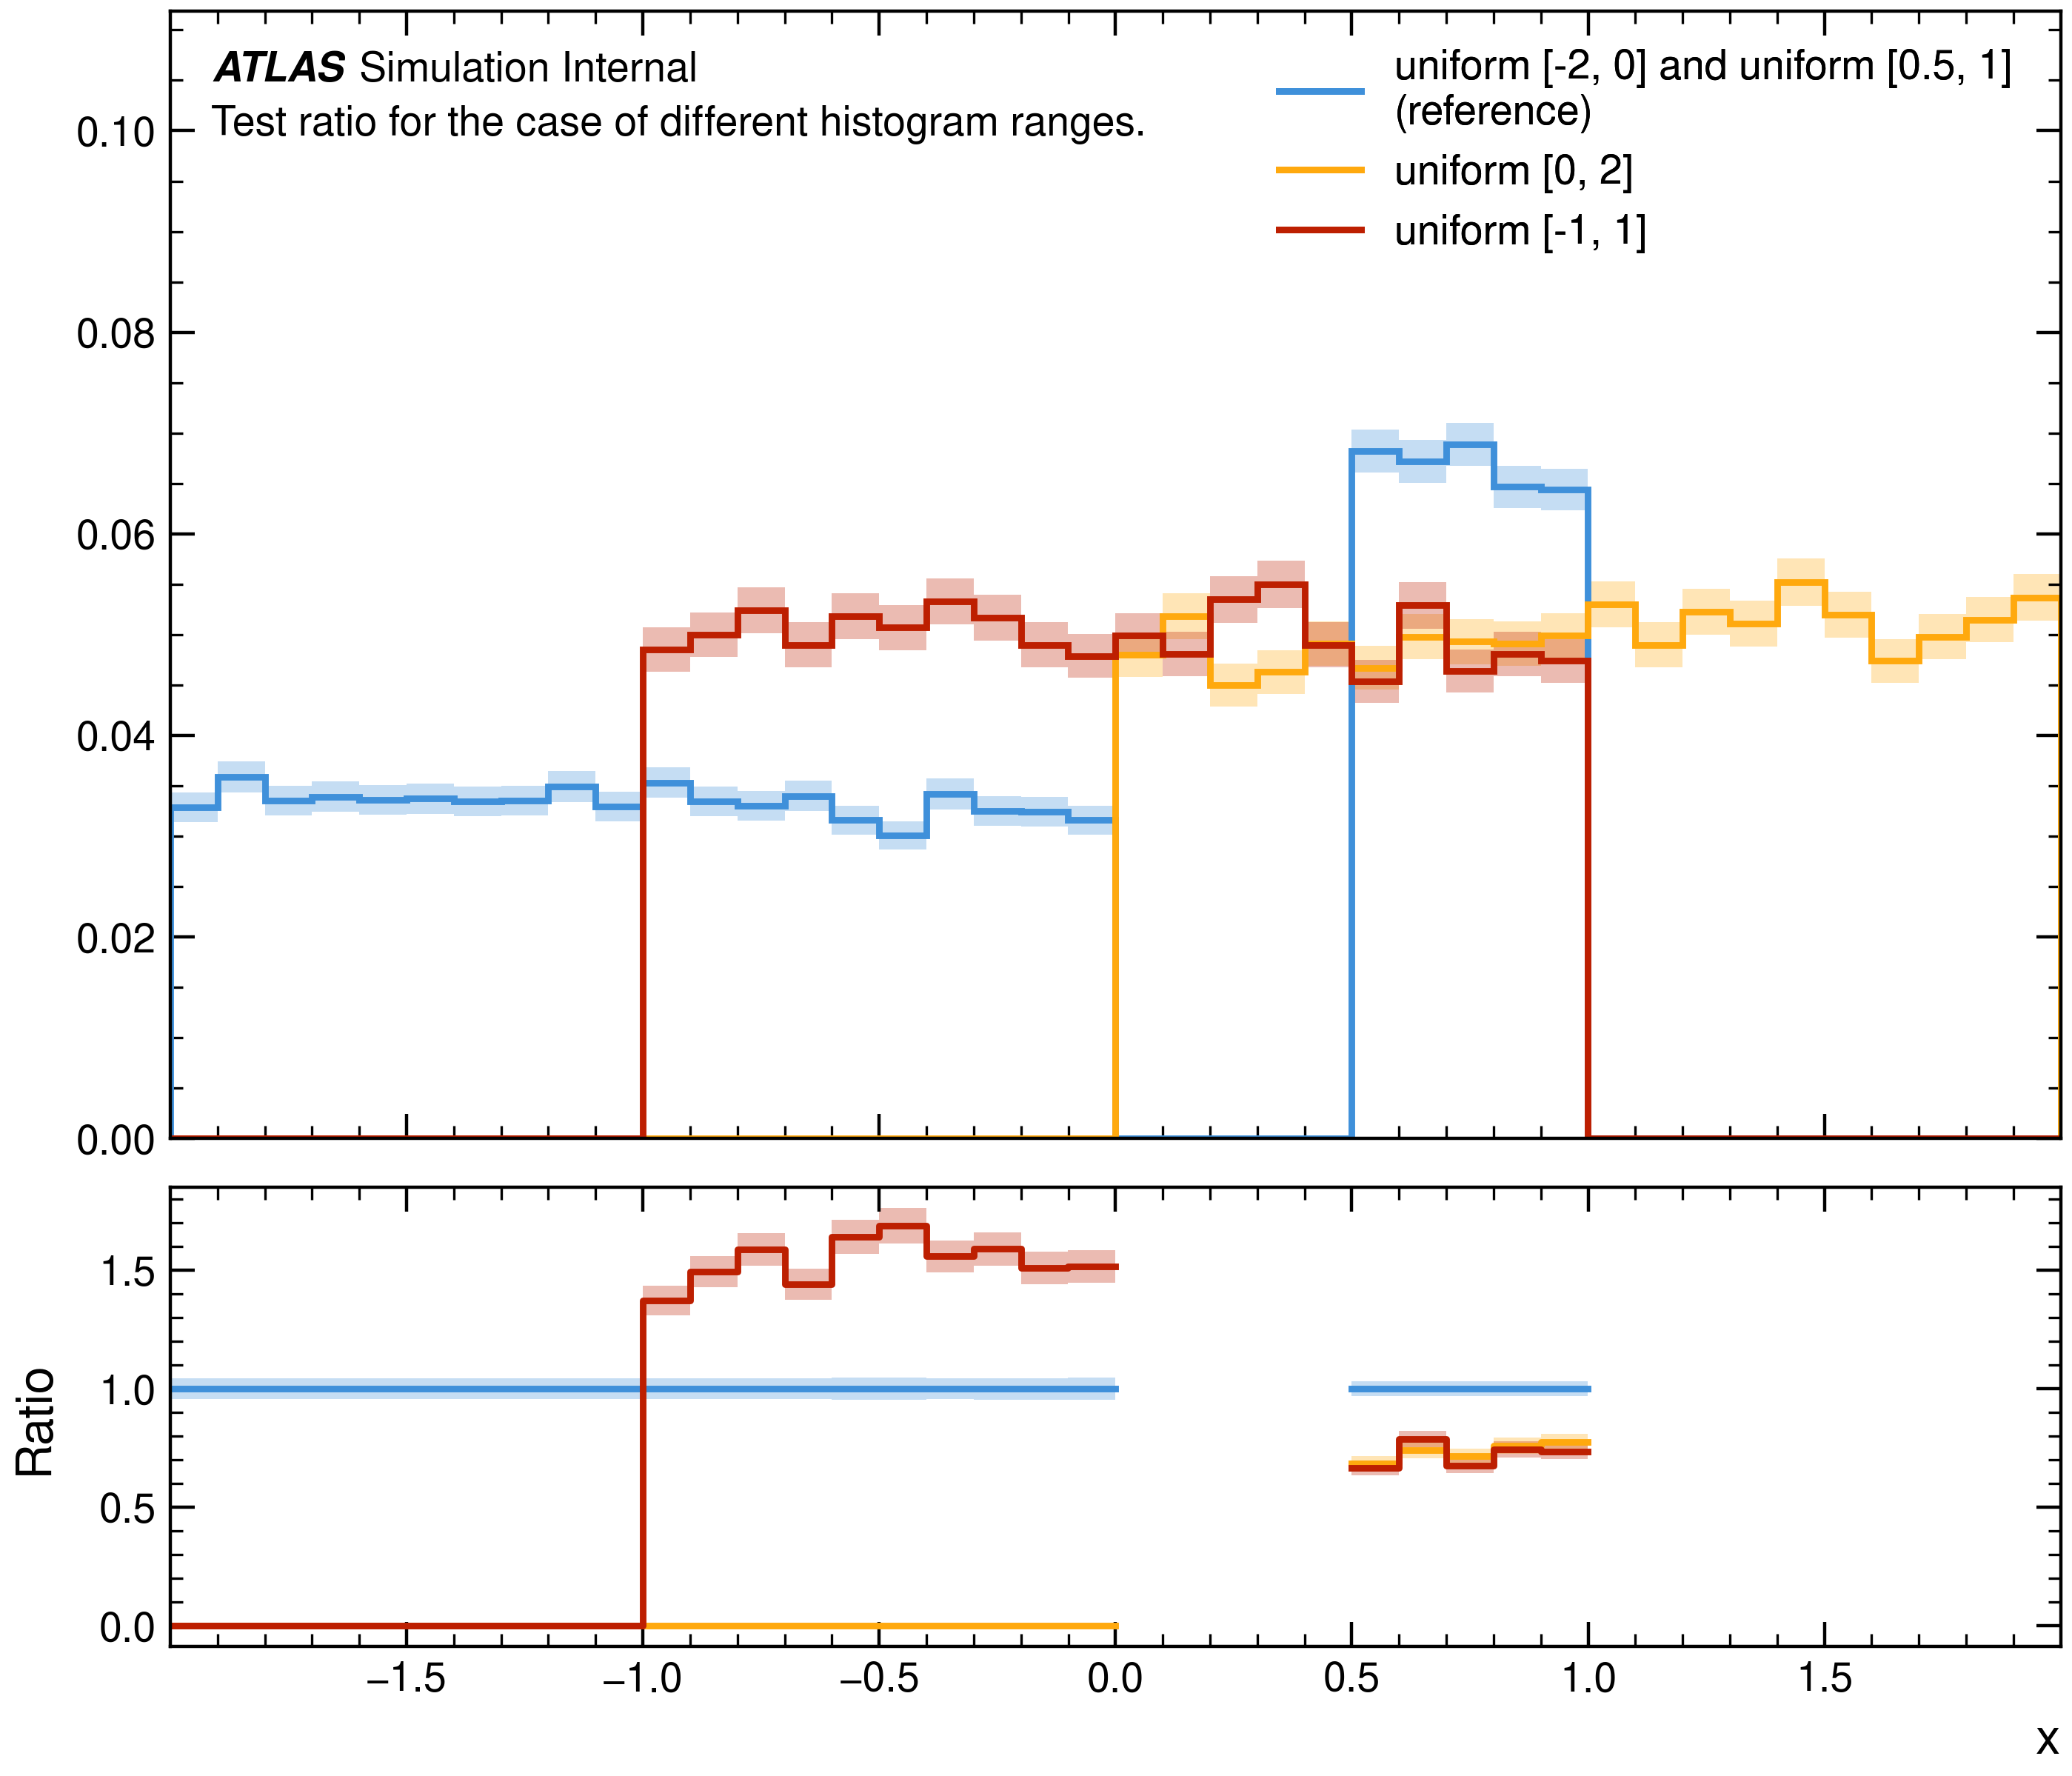 ATLAS Simulation Internal
Test ratio for the case of different histogram ranges.
uniform [-2, 0] and uniform [0.5, 1]
(reference)
uniform [0, 2]
uniform [-1, 1]
0.10
0.08
0.06
0.04
0.02
0.00
1.5
1.0
0.5
0.0
Ratio
−1.5 −1.0 −0.5 0.0 0.5 1.0 1.5
x